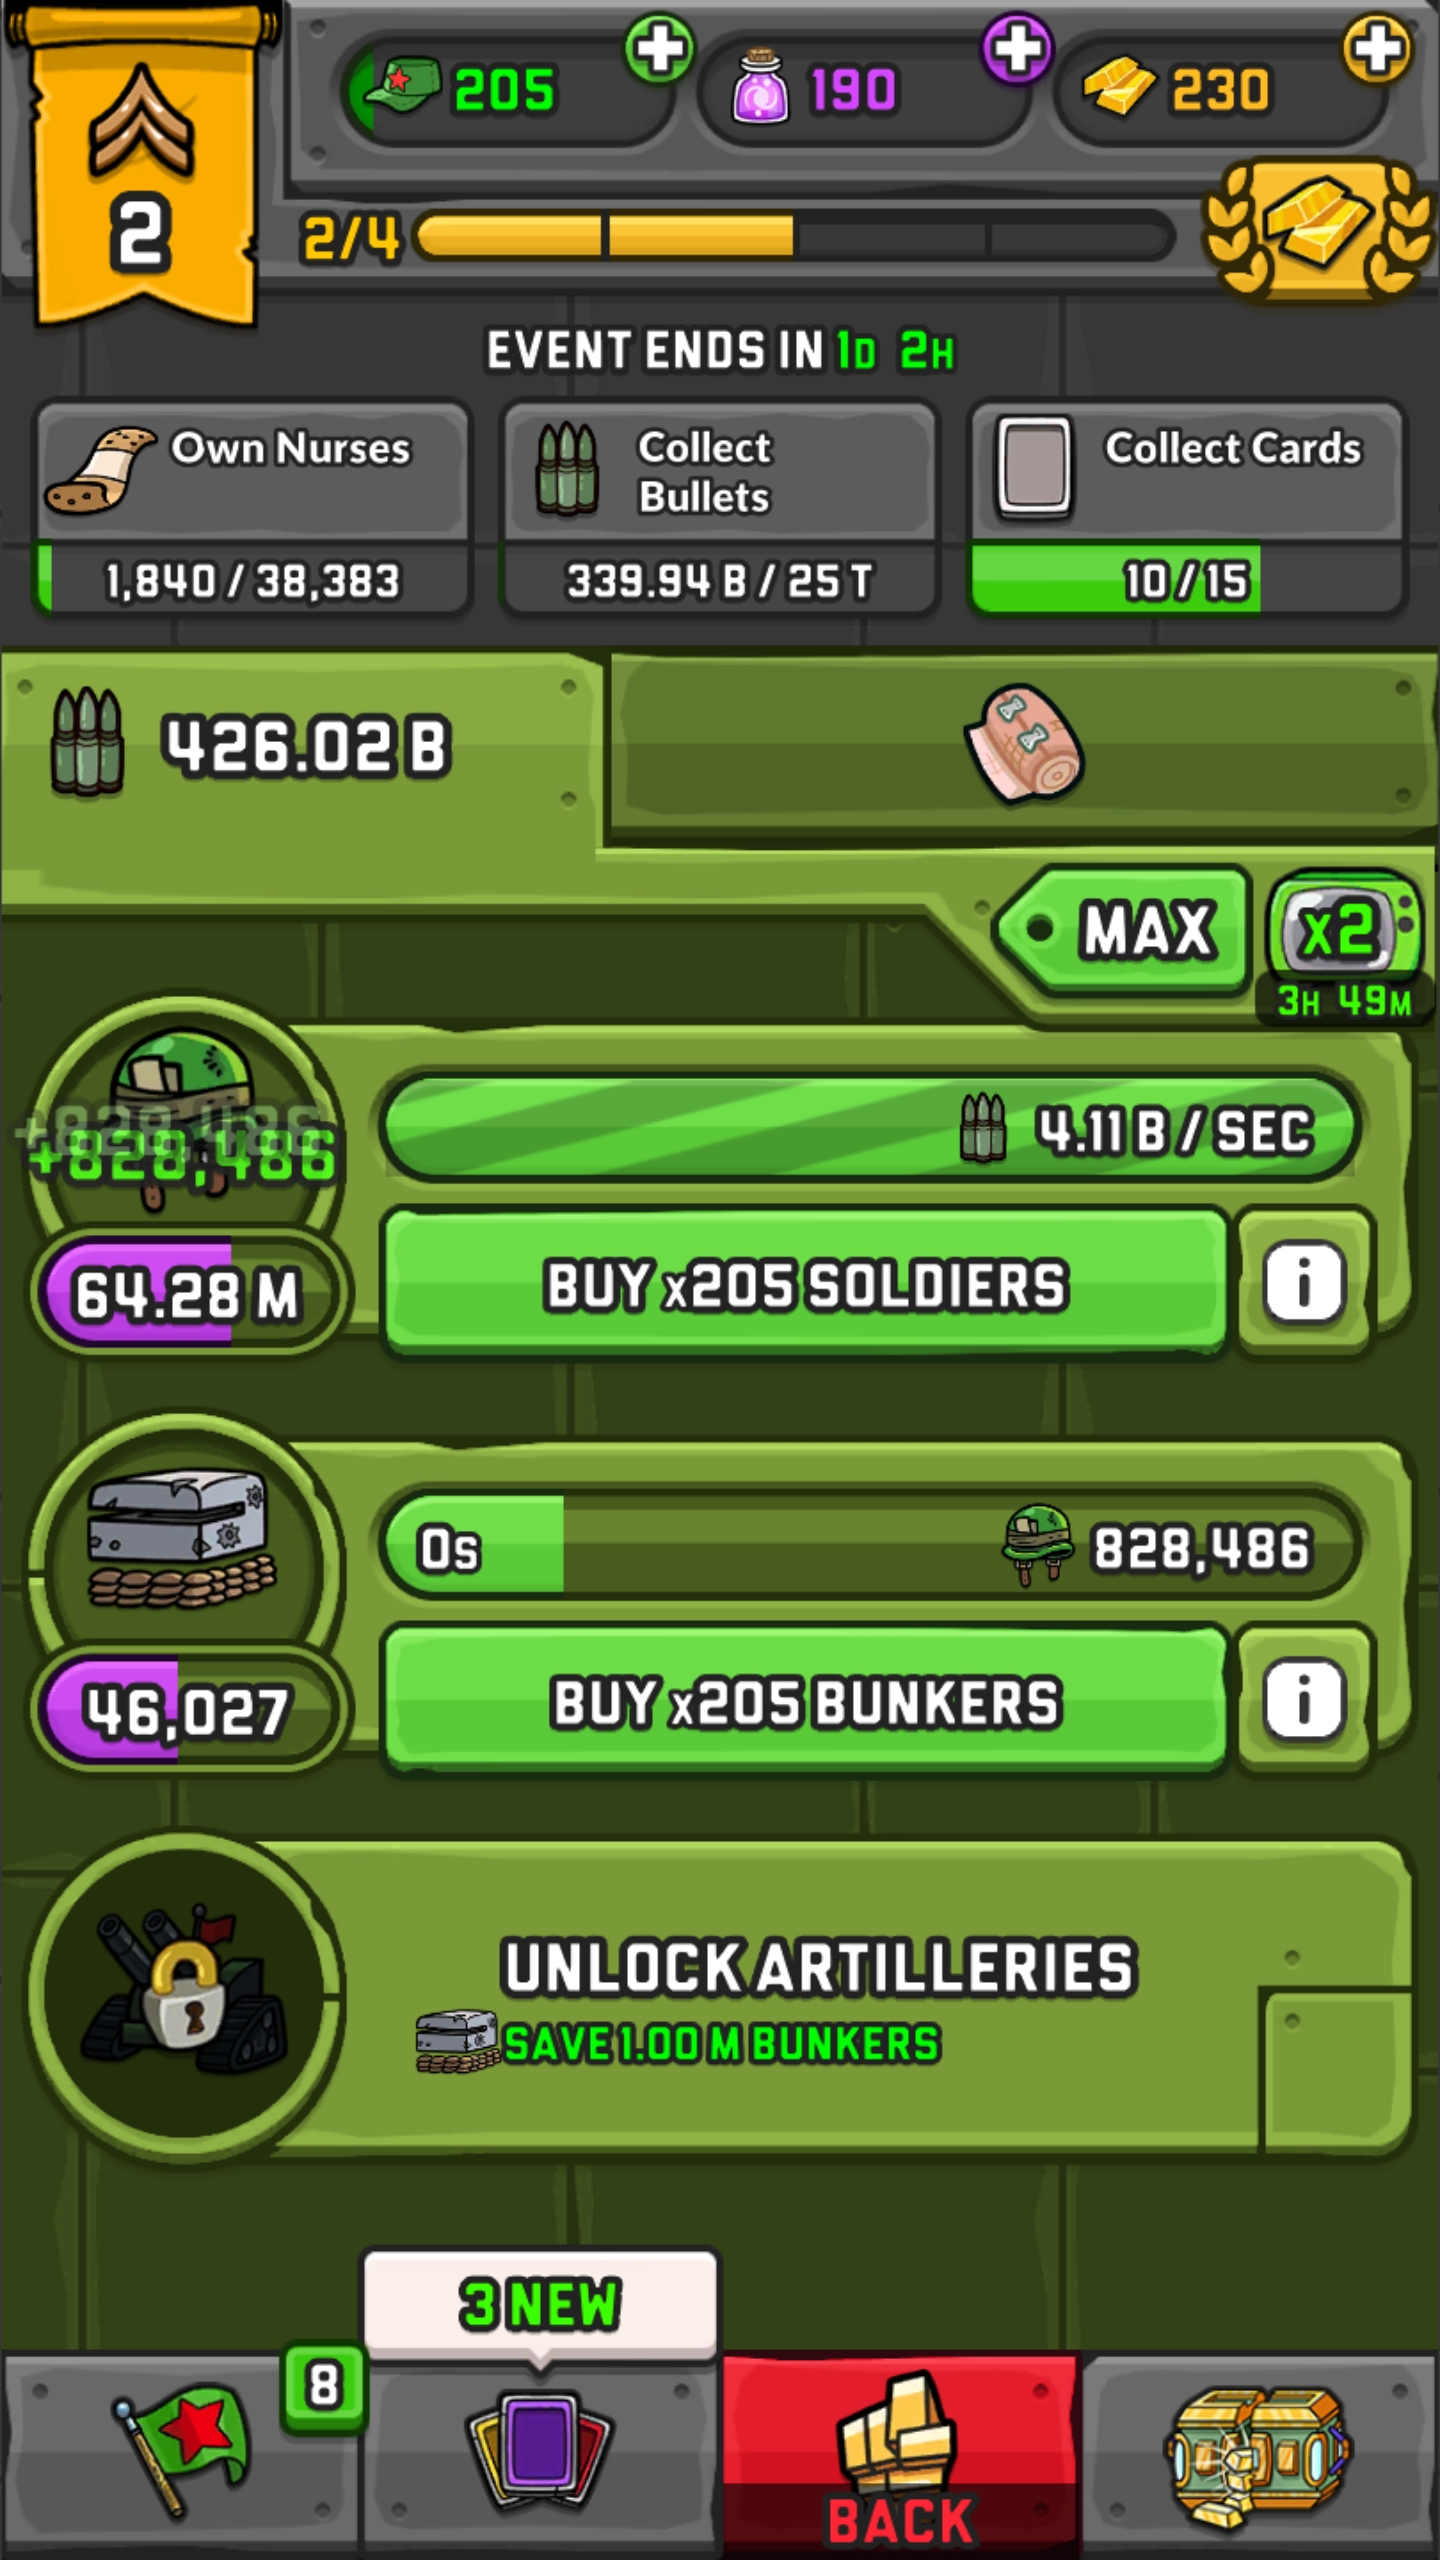 205
190
230
2
2/4
EVENT ENDS IN 1D 2H
Own Nurses
1,840 / 38,383
Collect
Bullets
339.94 B / 25 T
Collect Cards
10 / 15
426.02 B
MAX
x2
3H 49M
+828,486
+828,486
4.11 B / SEC
64.28 M
BUY x205 SOLDIERS
i
0s
828,486
46,027
BUY x205 BUNKERS
i
UNLOCK ARTILLERIES
SAVE 1.00 M BUNKERS
3 NEW
8
BACK